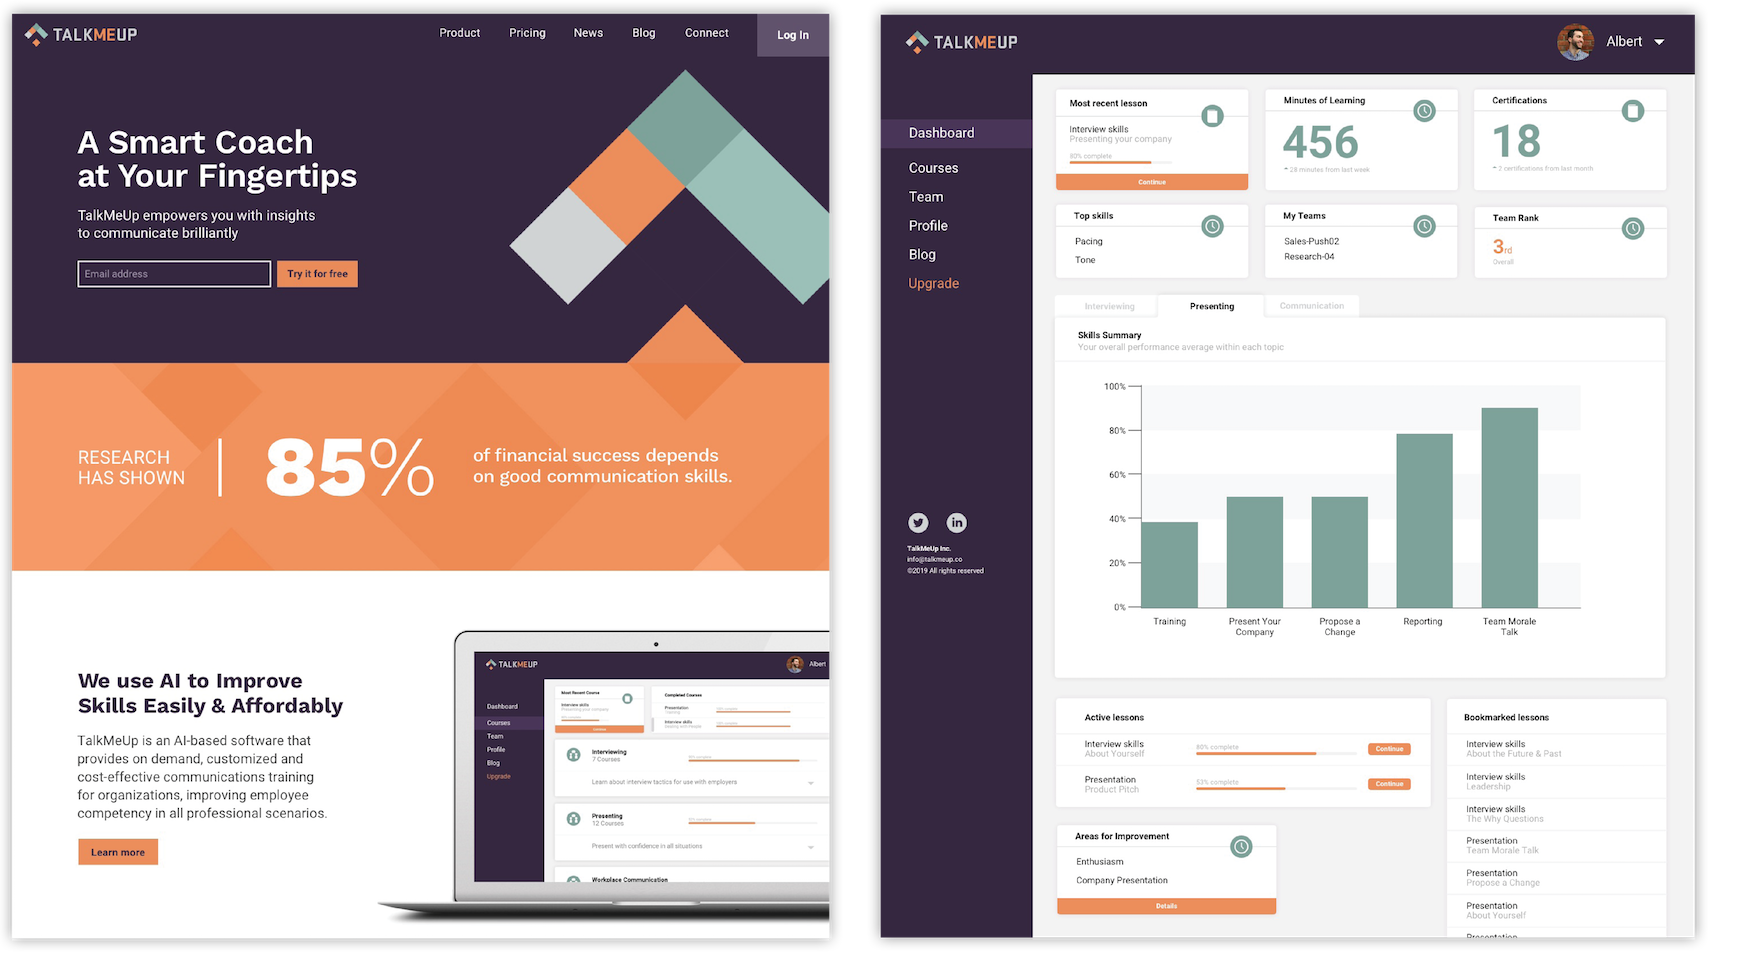 TALKMEUP
Product Pricing News Blog Connect Log In
A Smart Coach
at Your Fingertips
TalkMeUp empowers you with insights
to communicate brilliantly
Email address Try it for free
RESEARCH
HAS SHOWN
85%
of financial success depends
on good communication skills.
We use AI to Improve
Skills Easily & Affordably
TalkMeUp is an AI-based software that
provides on demand, customized and
cost-effective communications training
for organizations, improving employee
competency in all professional scenarios.
Learn more
TALKMEUP
Albert
Dashboard
Courses
Team
Profile
Blog
Upgrade
Most Recent Course
Interview skills
Presenting your company
Continue
Completed Courses
Presentation
Training
Interview skills
Interviewing
7 Courses
Learn about interview tactics for use with employers
Presenting
12 Courses
Present with confidence in all situations
Workplace Communication
TALKMEUP
Albert
Dashboard
Courses
Team
Profile
Blog
Upgrade
TalkMeUp Inc.
info@talkmeup.co
©2019 All rights reserved
Most recent lesson
Interview skills
Presenting your company
80% complete
Continue
Minutes of Learning
456
28 minutes from last week
Certifications
18
2 certifications from last month
Top skills
Pacing
Tone
My Teams
Sales-Push02
Research-04
Team Rank
3rd
Overall
Interviewing Presenting Communication
Skills Summary
Your overall performance average within each topic
100%
80%
60%
40%
20%
0%
Training
Present Your
Company
Propose a
Change
Reporting
Team Morale
Talk
Active lessons
Interview skills
About Yourself
80% complete
Continue
Presentation
Product Pitch
53% complete
Continue
Areas for Improvement
Enthusiasm
Company Presentation
Details
Bookmarked lessons
Interview skills
About the Future & Past
Interview skills
Leadership
Interview skills
The Why Questions
Presentation
Team Morale Talk
Presentation
Propose a Change
Presentation
About Yourself
Presentation